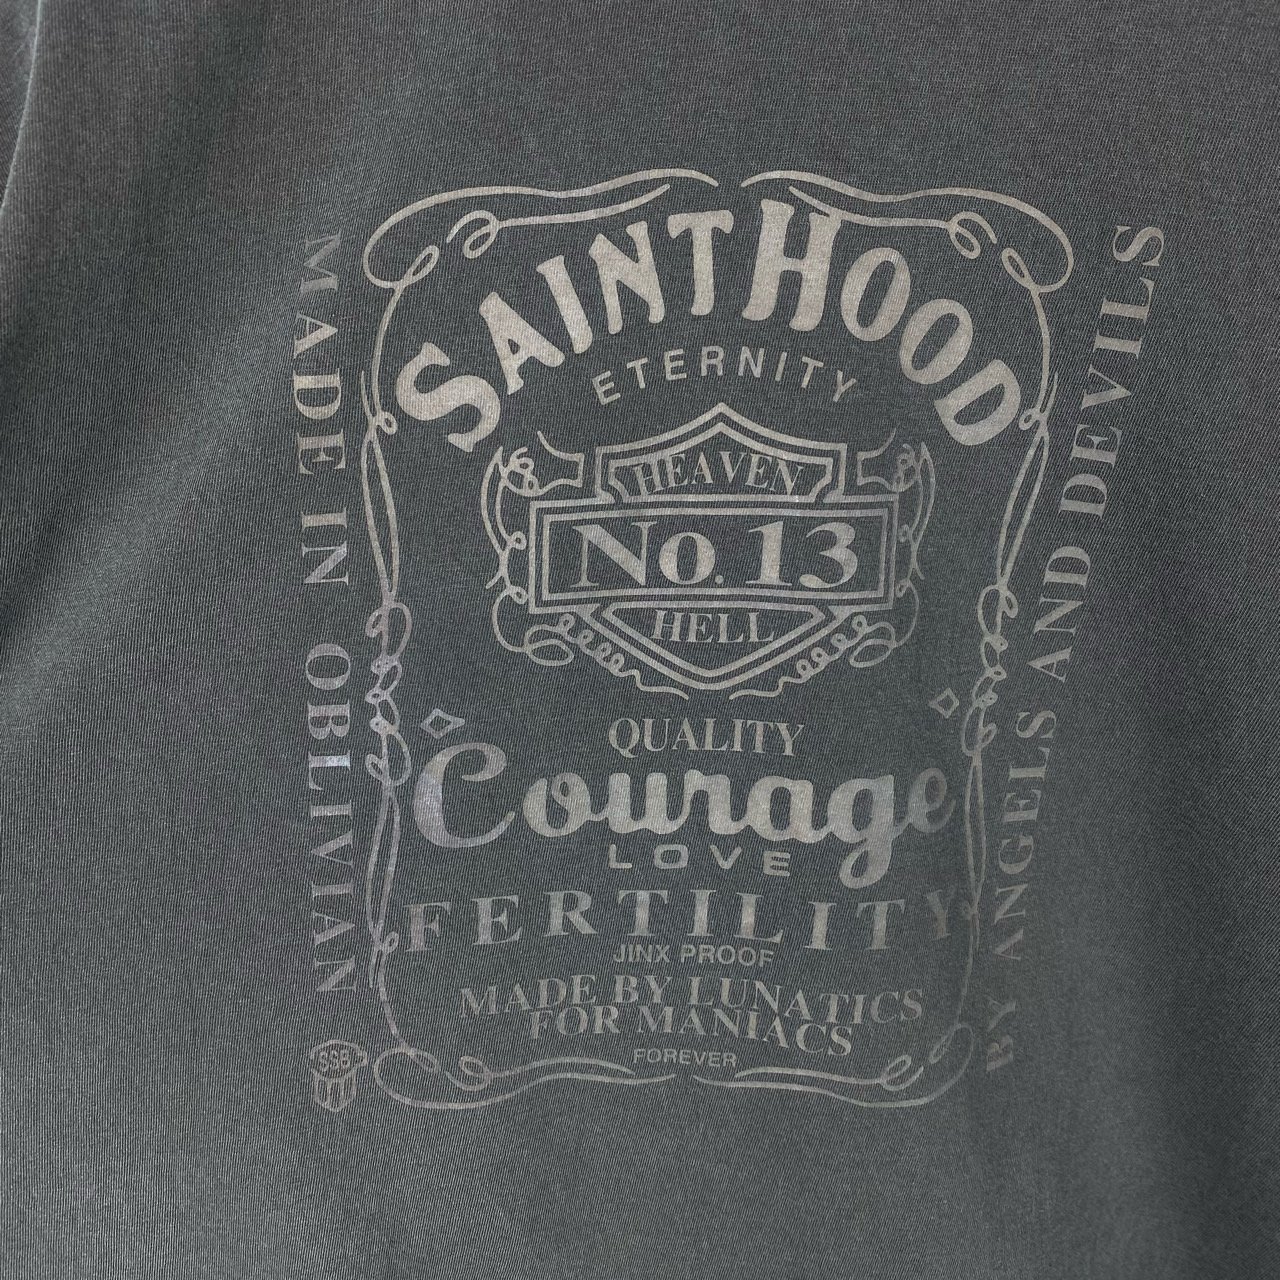 SAINTHOOD
ETERNITY
HEAVEN
No. 13
HELL
QUALITY
Courage
LOVE
FERTILITY
JINX PROOF
MADE BY LUNATICS
FOR MANIACS
FOREVER
MADE IN OBLIVIAN
BY ANGELS AND DEVILS
SSB